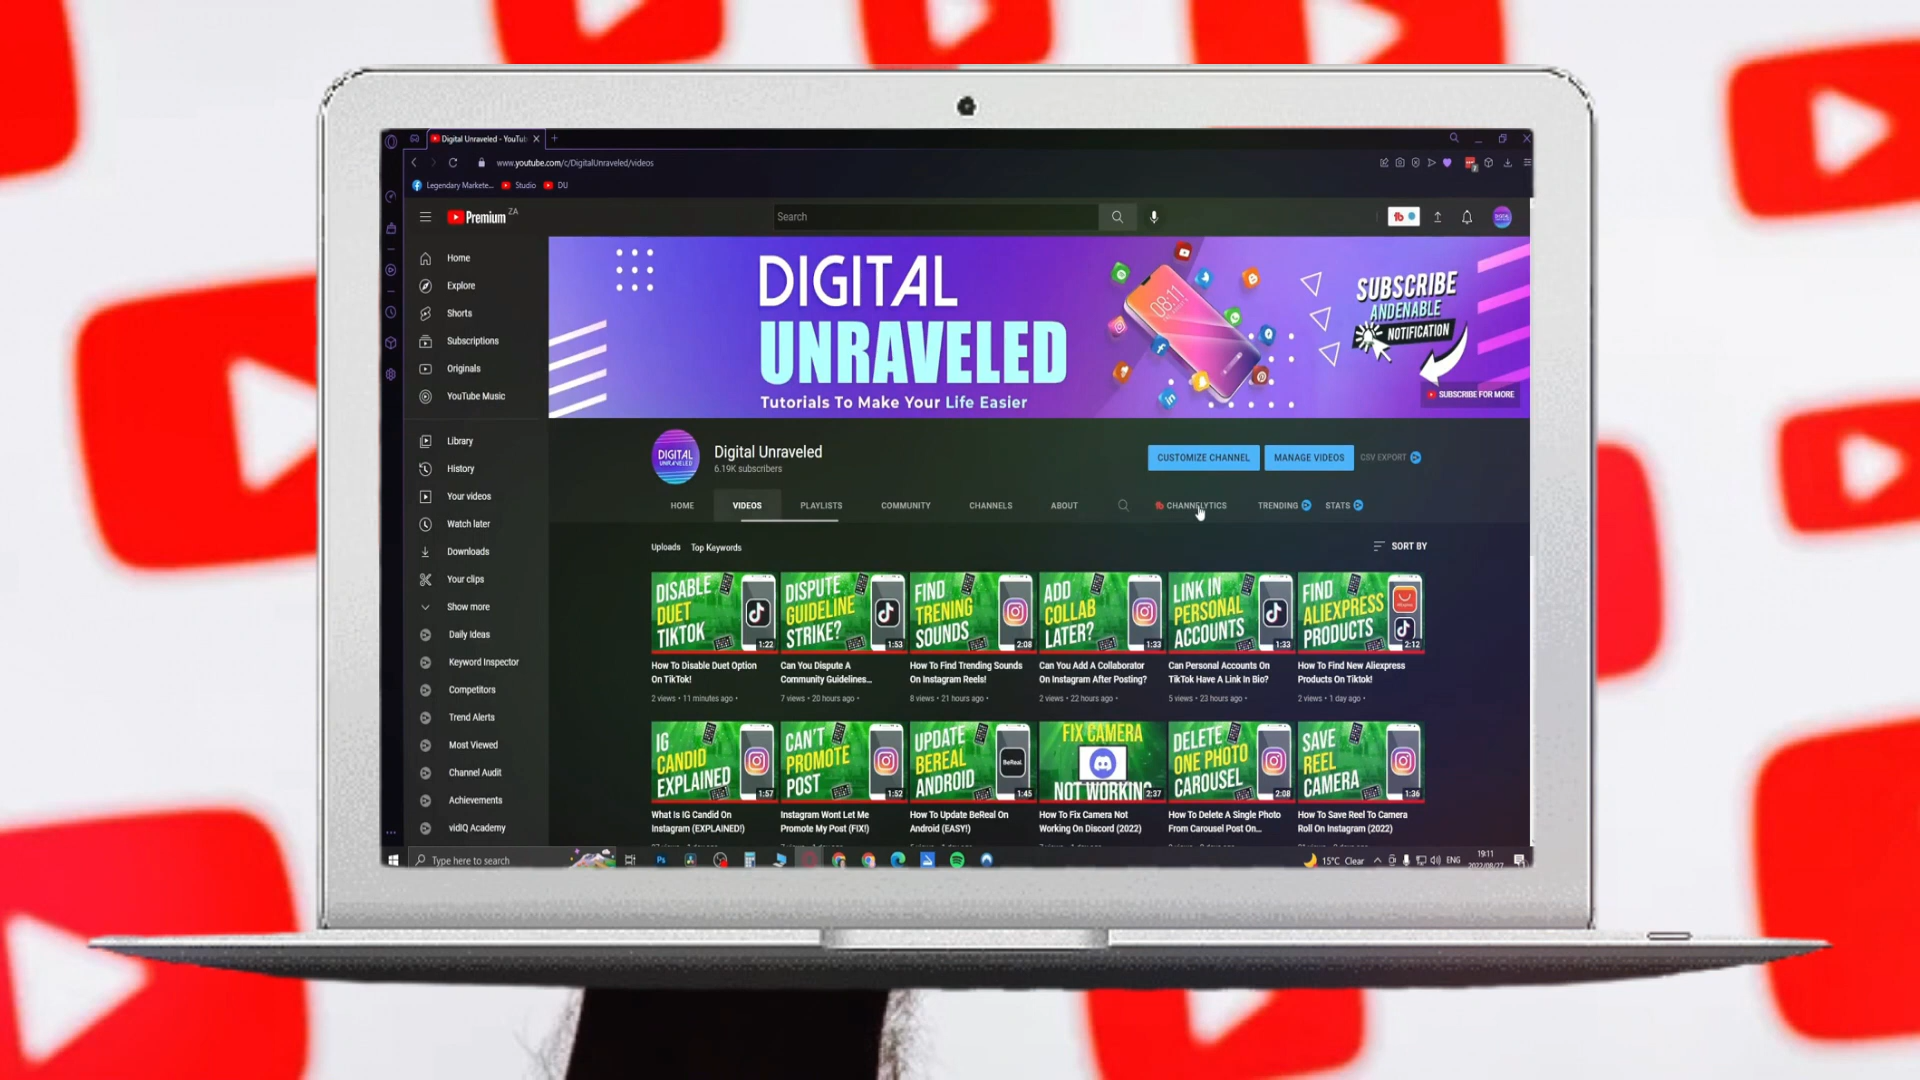 Digital Unraveled - YouTub
www.youtube.com/c/DigitalUnraveled/videos
Legendary Markete... Studio DU
Premium ZA
Search
Home
Explore
Shorts
Subscriptions
Originals
YouTube Music
Library
History
Your videos
Watch later
Downloads
Your clips
Show more
Daily Ideas
Keyword Inspector
Competitors
Trend Alerts
Most Viewed
Channel Audit
Achievements
vidIQ Academy
DIGITAL
UNRAVELED
Tutorials To Make Your Life Easier
08:11
SUBSCRIBE
ANDENABLE
NOTIFICATION
SUBSCRIBE FOR MORE
DIGITAL
UNRAVELED
Digital Unraveled
6.19K subscribers
CUSTOMIZE CHANNEL MANAGE VIDEOS CSV EXPORT
HOME VIDEOS PLAYLISTS COMMUNITY CHANNELS ABOUT CHANNELYTICS TRENDING STATS
Uploads Top Keywords SORT BY
DISABLE
DUET
TIKTOK
1:22
DISPUTE
GUIDELINE
STRIKE?
1:53
FIND
TRENING
SOUNDS
2:08
ADD
COLLAB
LATER?
1:33
LINK IN
PERSONAL
ACCOUNTS
1:33
FIND
ALIEXPRESS
PRODUCTS
2:12
How To Disable Duet Option
On TikTok!
2 views • 11 minutes ago •
Can You Dispute A
Community Guidelines...
7 views • 20 hours ago •
How To Find Trending Sounds
On Instagram Reels!
8 views • 21 hours ago •
Can You Add A Collaborator
On Instagram After Posting?
2 views • 22 hours ago •
Can Personal Accounts On
TikTok Have A Link In Bio?
5 views • 23 hours ago •
How To Find New Aliexpress
Products On Tiktok!
2 views • 1 day ago •
IG
CANDID
EXPLAINED
1:57
CAN'T
PROMOTE
POST
1:52
UPDATE
BEREAL
ANDROID
BeReal.
1:45
FIX CAMERA
NOT WORKING
2:37
DELETE
ONE PHOTO
CAROUSEL
2:08
SAVE
REEL
CAMERA
1:36
What Is IG Candid On
Instagram (EXPLAINED!)
Instagram Wont Let Me
Promote My Post (FIX!)
How To Update BeReal On
Android (EASY!)
How To Fix Camera Not
Working On Discord (2022)
How To Delete A Single Photo
From Carousel Post On...
How To Save Reel To Camera
Roll On Instagram (2022)
Type here to search
Ps
15°C Clear
ENG
19:11
2022/08/27